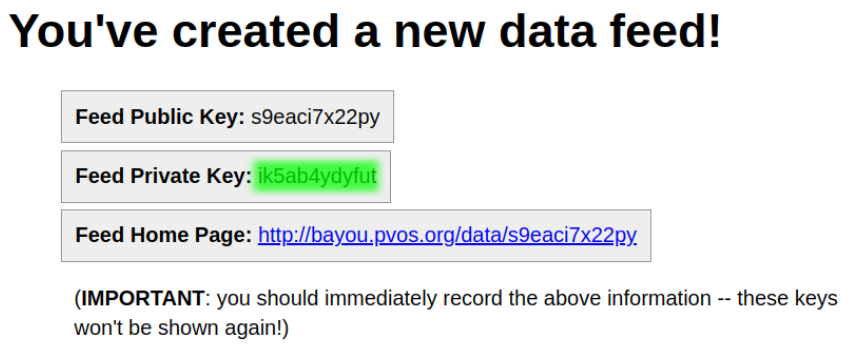 You've created a new data feed!
Feed Public Key: s9eaci7x22py
Feed Private Key: ik5ab4ydyfut
Feed Home Page: http://bayou.pvos.org/data/s9eaci7x22py
(IMPORTANT: you should immediately record the above information -- these keys
won't be shown again!)